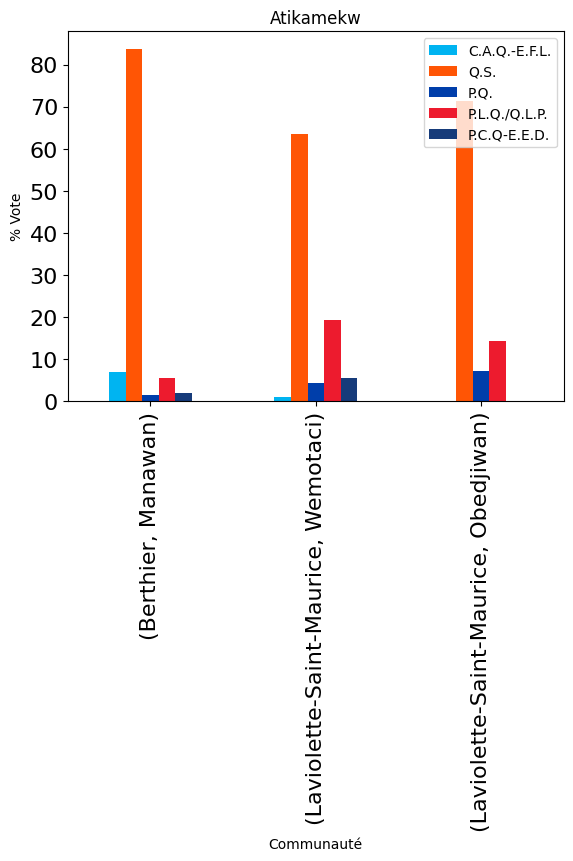 Atikamekw
C.A.Q.-E.F.L.
Q.S.
P.Q.
P.L.Q./Q.L.P.
P.C.Q-E.E.D.
% Vote
80
70
60
50
40
30
20
10
0
(Berthier, Manawan)
(Laviolette-Saint-Maurice, Wemotaci)
(Laviolette-Saint-Maurice, Obedjiwan)
Communauté